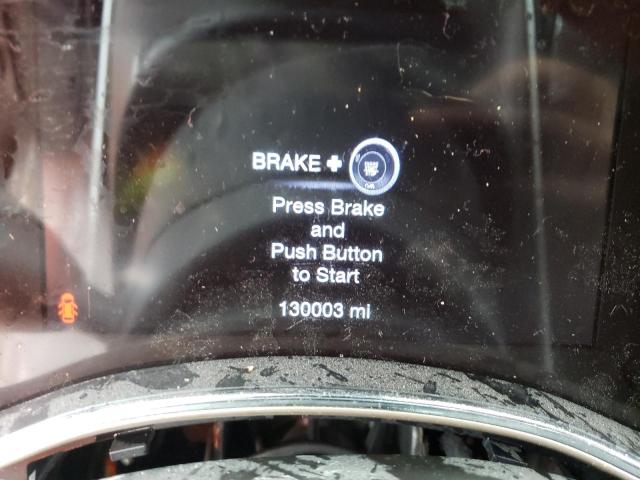 BRAKE +
Press Brake
and
Push Button
to Start
130003 mi